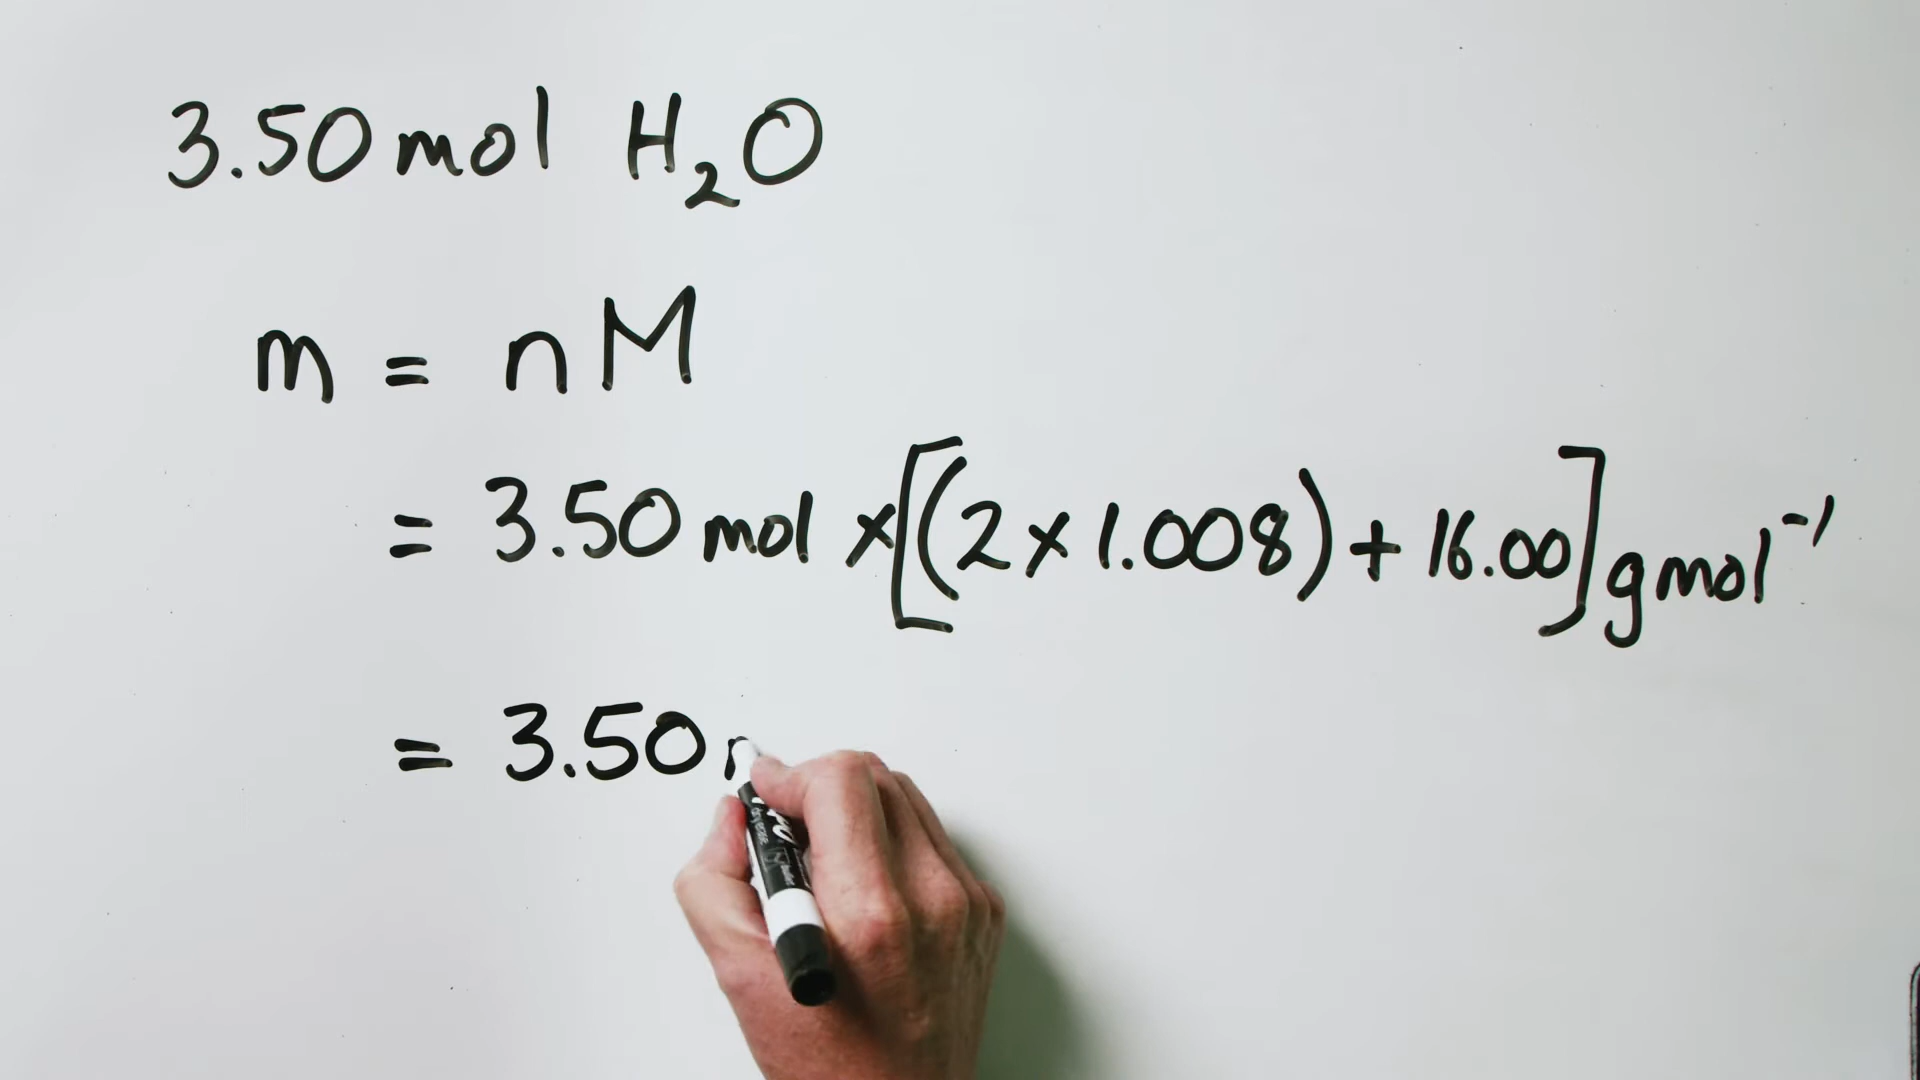 3.50 mol H₂O
m = nM
= 3.50 mol × [(2 × 1.008) + 16.00] g mol⁻¹
= 3.50